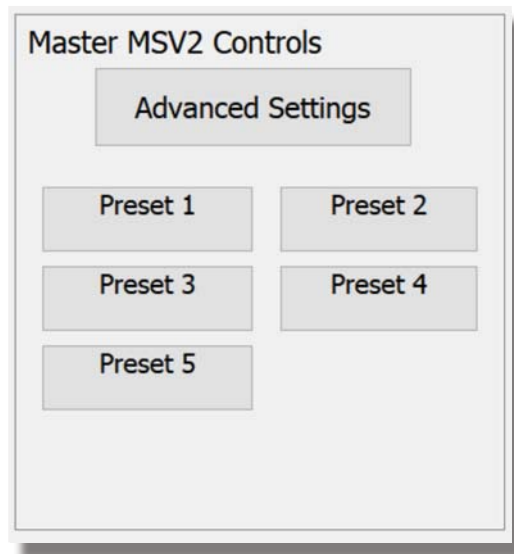 Master MSV2 Controls
Advanced Settings
Preset 1 Preset 2
Preset 3 Preset 4
Preset 5